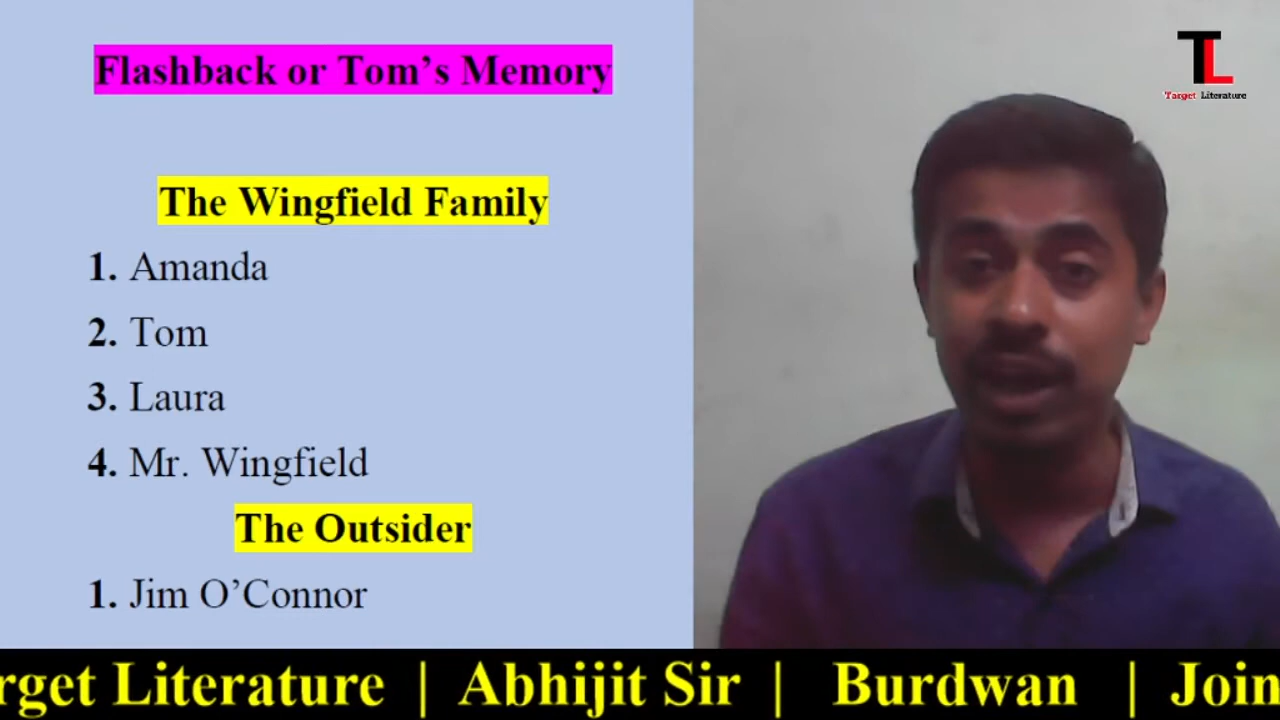 Flashback or Tom's Memory
TL
Target Literature
The Wingfield Family
1. Amanda
2. Tom
3. Laura
4. Mr. Wingfield
The Outsider
1. Jim O'Connor
rget Literature | Abhijit Sir | Burdwan | Join